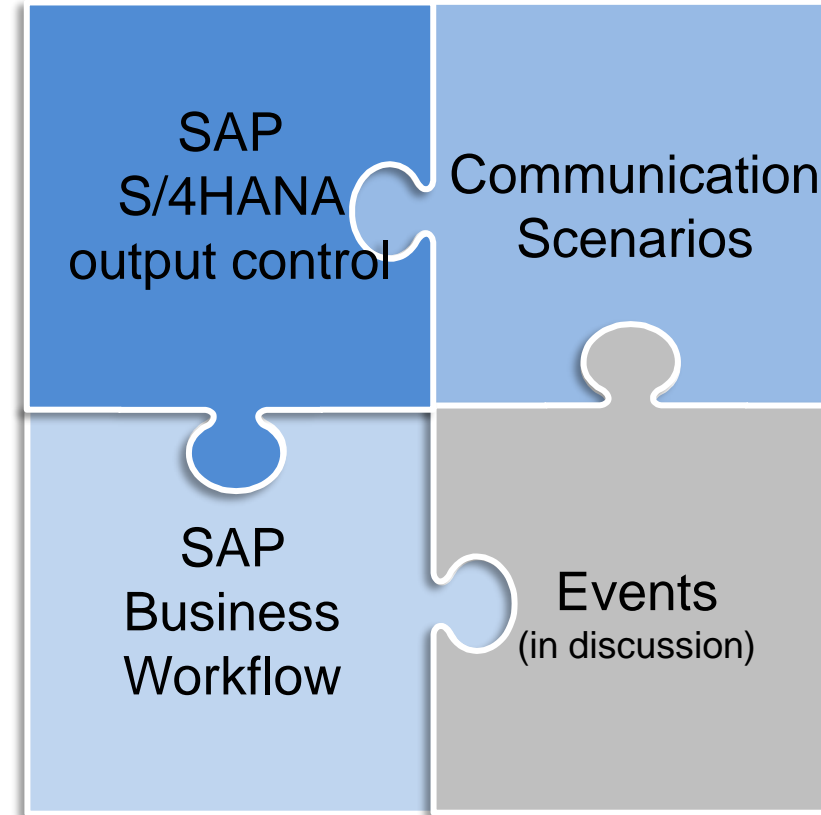 SAP
S/4HANA
output control
Communication
Scenarios
SAP
Business
Workflow
Events
(in discussion)